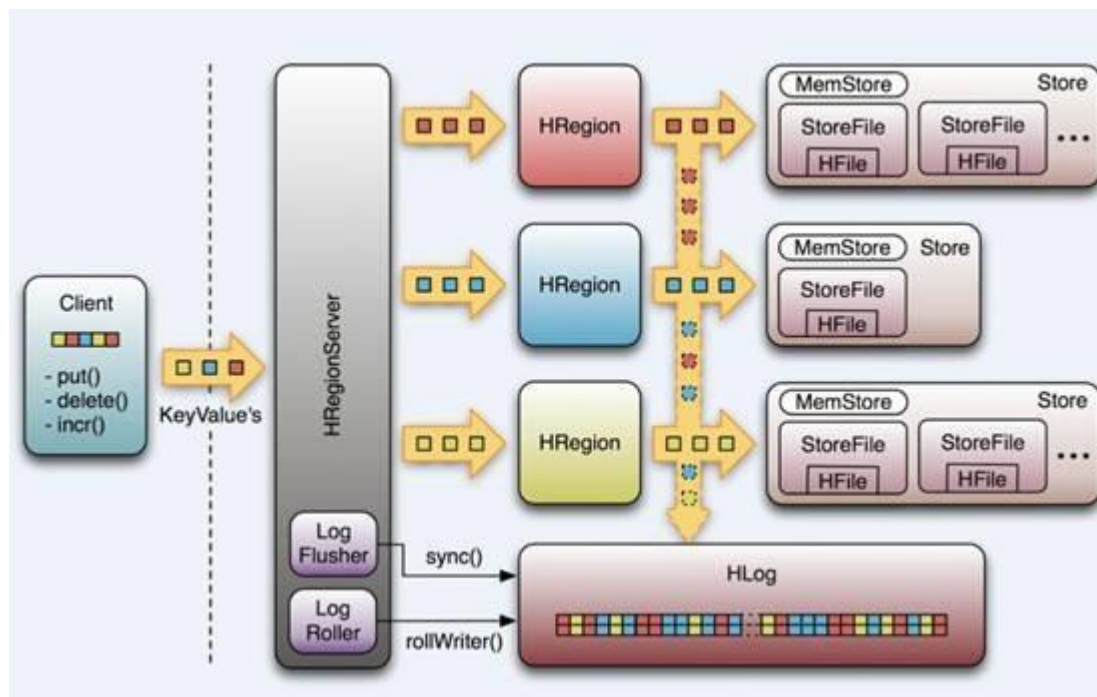 Client
- put()
- delete()
- incr()
KeyValue's
HRegionServer
Log
Flusher
Log
Roller
sync()
rollWriter()
HRegion
MemStore
Store
StoreFile
HFile
StoreFile
HFile
...
HRegion
MemStore
Store
StoreFile
HFile
HRegion
MemStore
Store
StoreFile
HFile
StoreFile
HFile
...
HLog